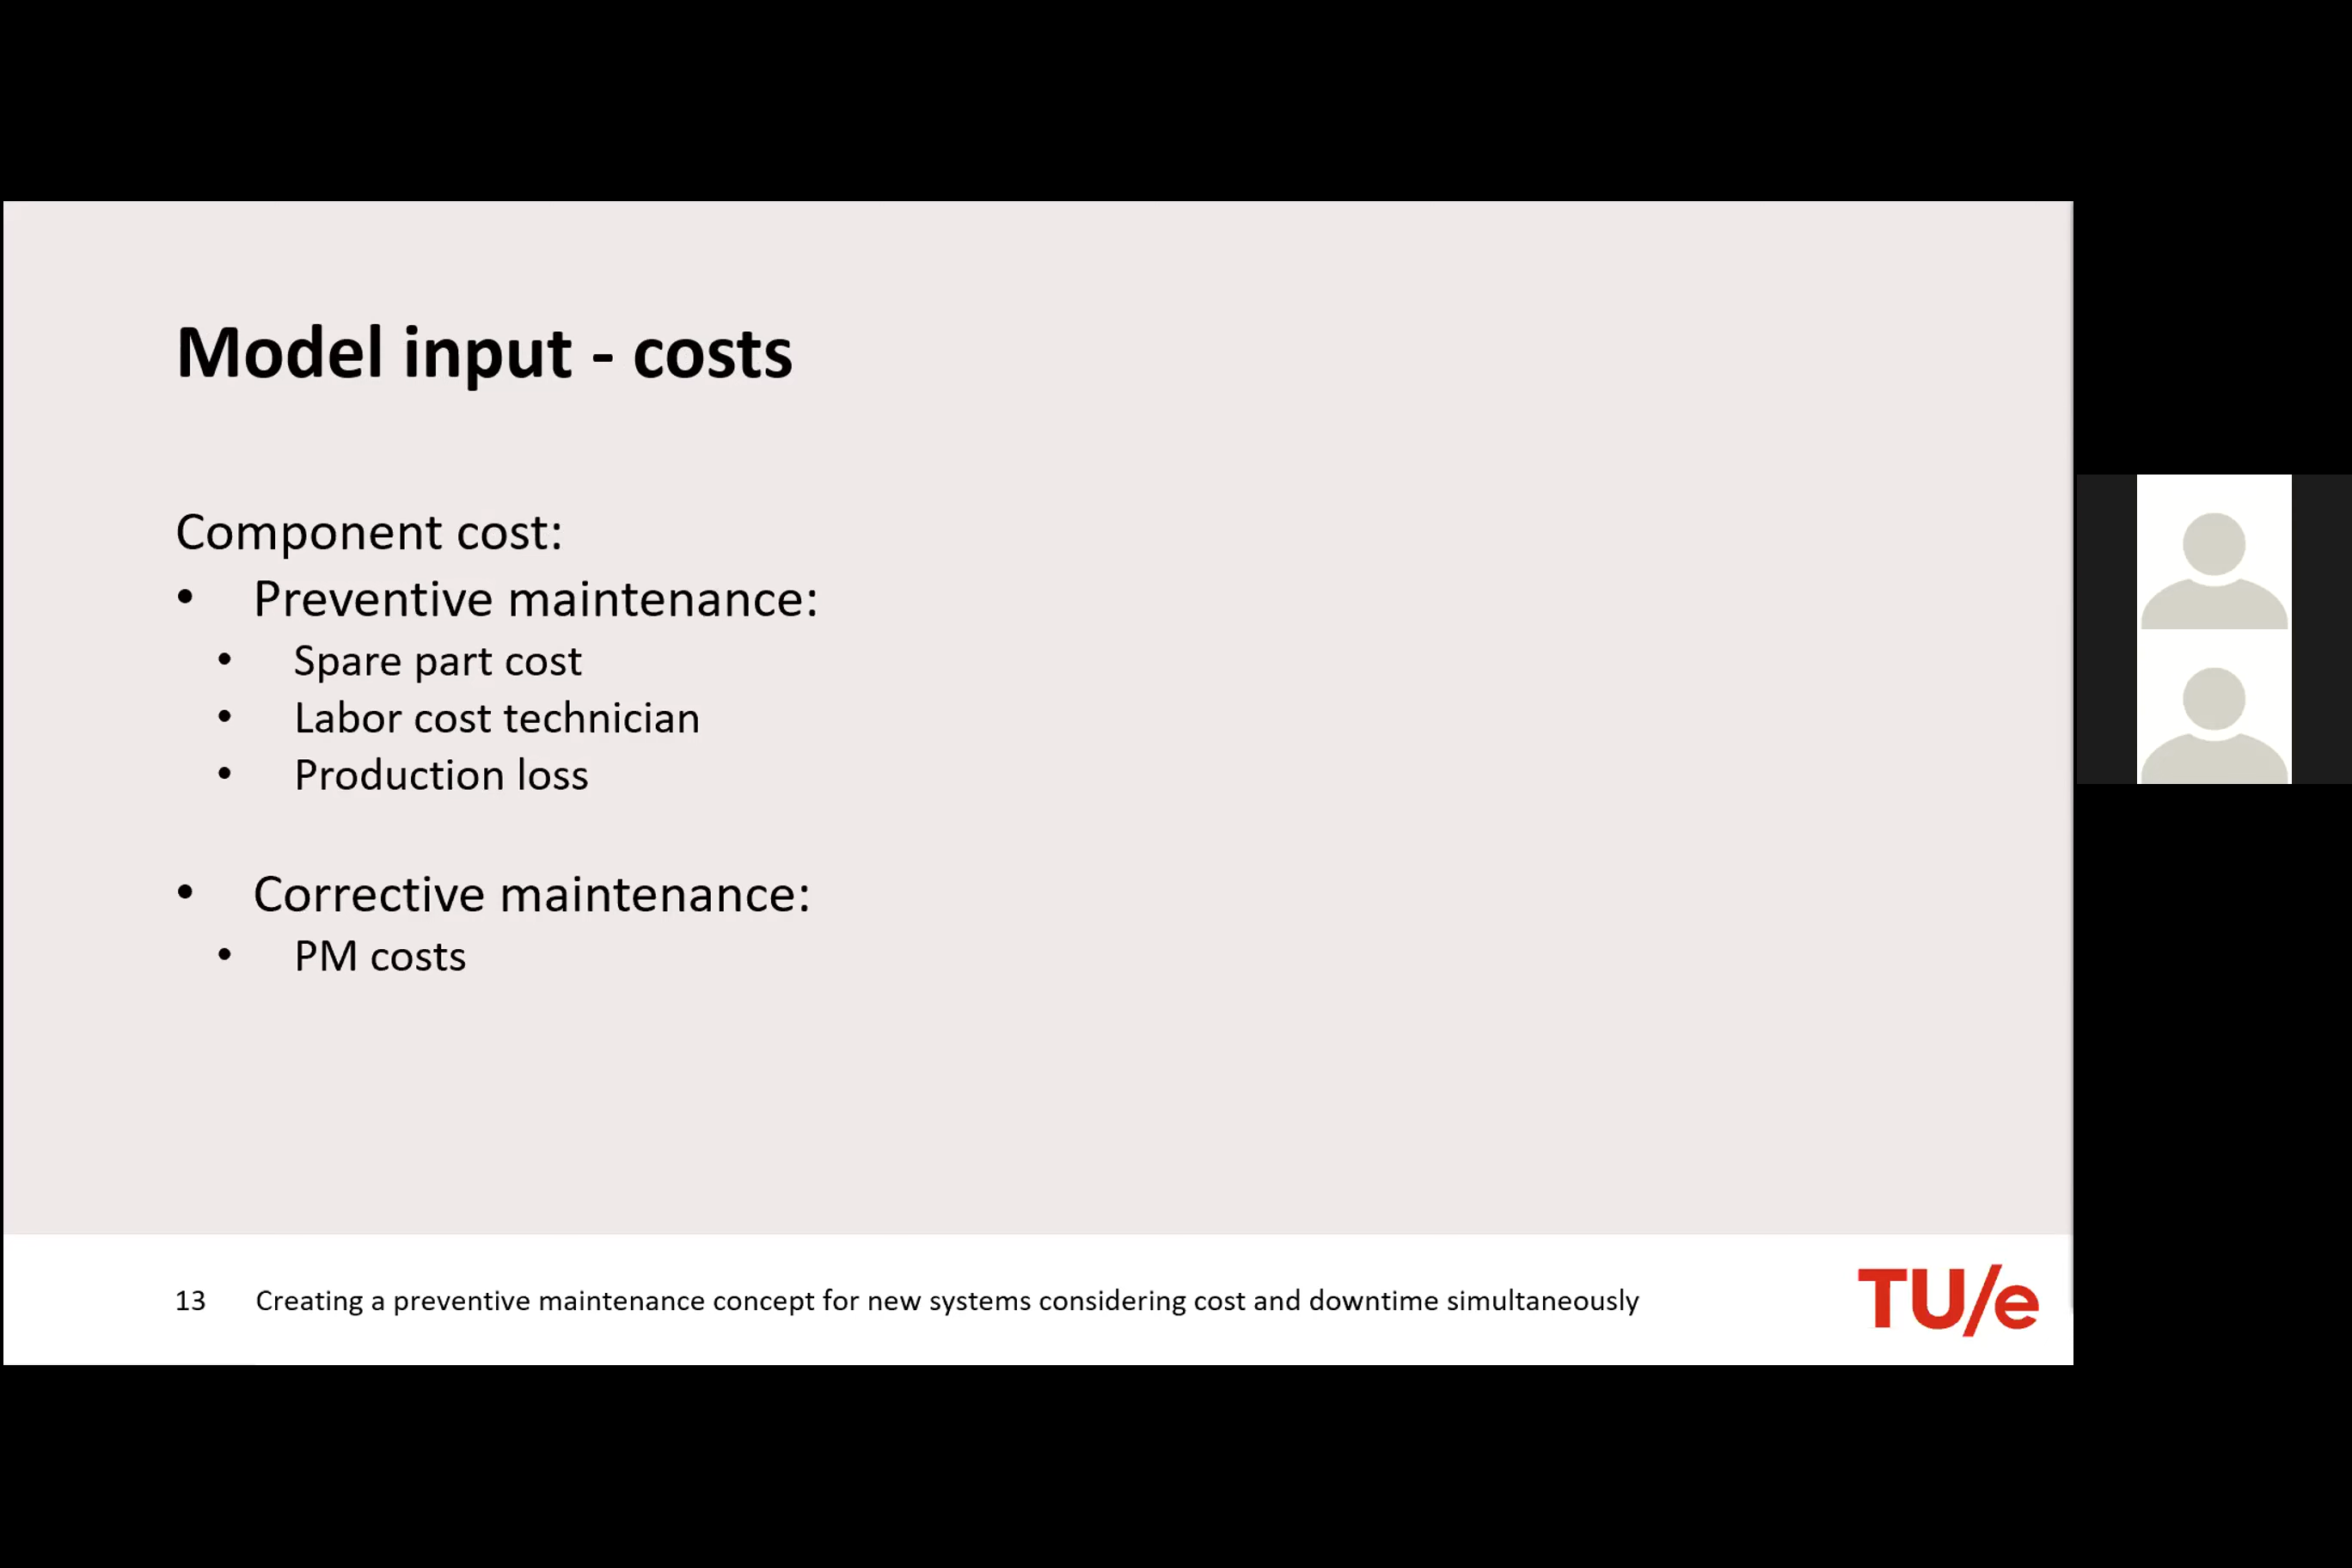 Model input - costs
Component cost:
• Preventive maintenance:
• Spare part cost
• Labor cost technician
• Production loss
• Corrective maintenance:
• PM costs
13 Creating a preventive maintenance concept for new systems considering cost and downtime simultaneously
TU/e